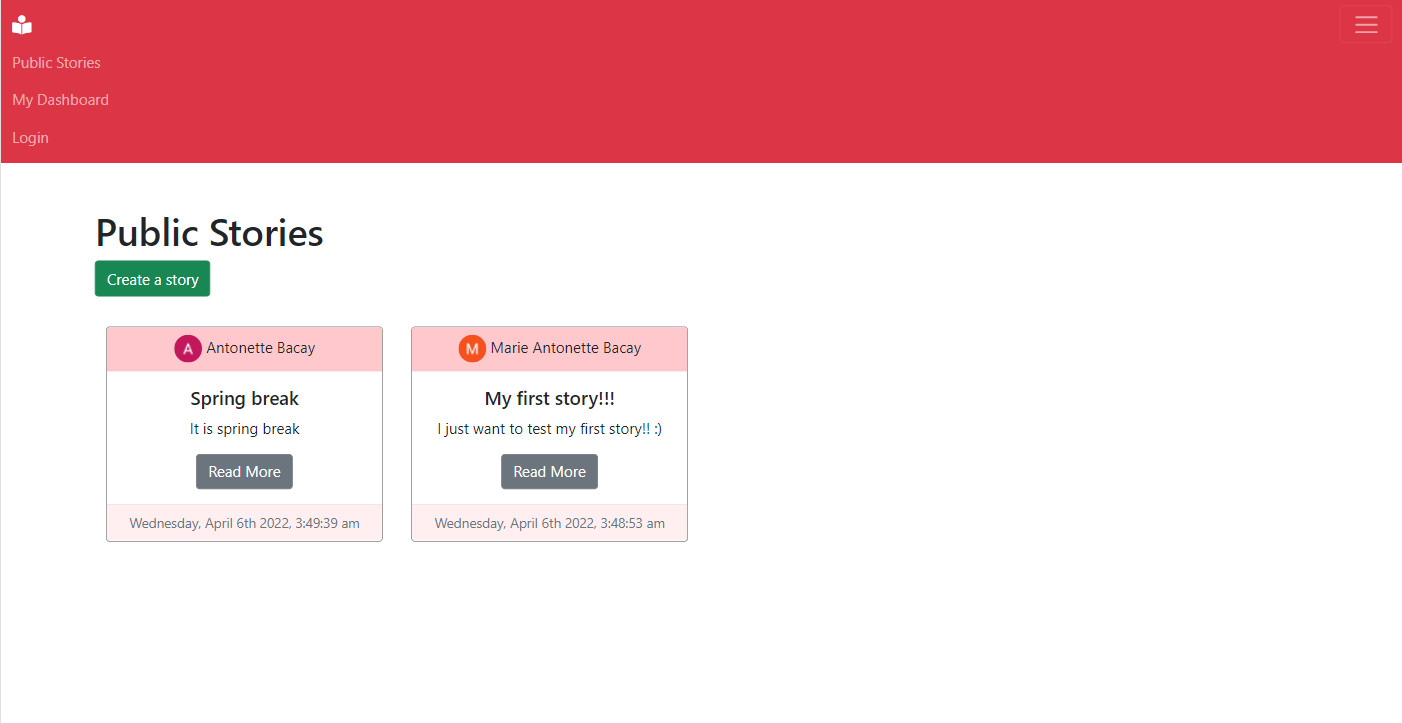 Public Stories
My Dashboard
Login
Public Stories
Create a story
A Antonette Bacay
Spring break
It is spring break
Read More
Wednesday, April 6th 2022, 3:49:39 am
M Marie Antonette Bacay
My first story!!!
I just want to test my first story!! :)
Read More
Wednesday, April 6th 2022, 3:48:53 am